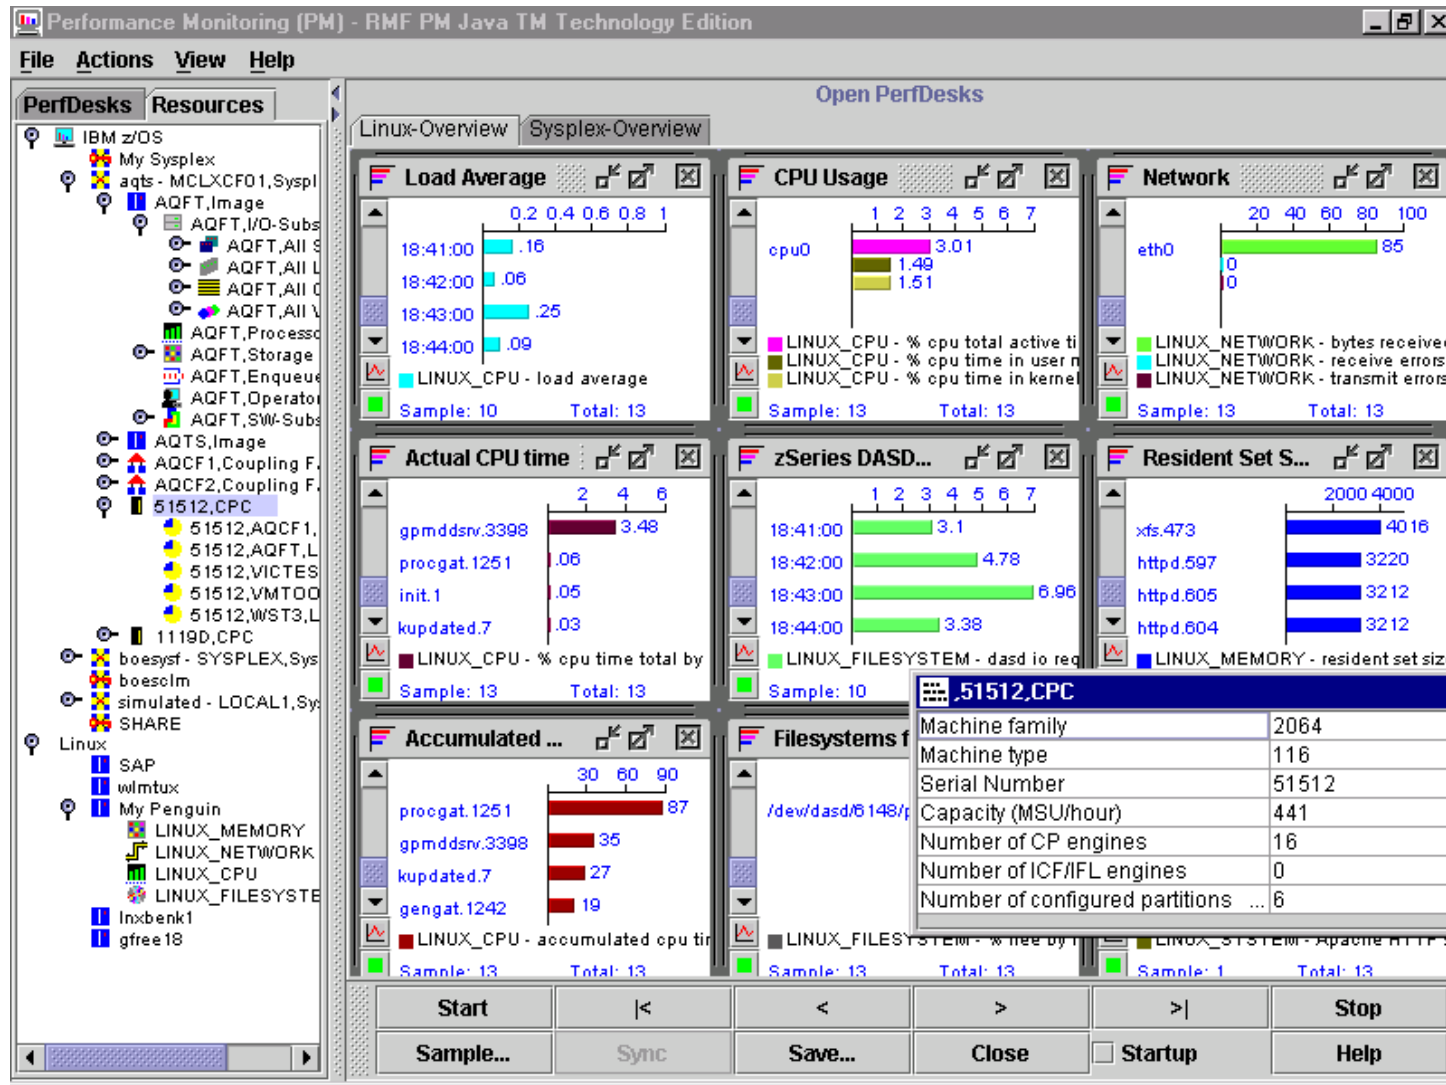 Performance Monitoring (PM) - RMF PM Java TM Technology Edition
File Actions View Help
PerfDesks Resources
IBM z/OS
My Sysplex
aqts - MCLXCF01,Syspl
AQFT,Image
AQFT,I/O-Subs
AQFT,All S
AQFT,All L
AQFT,All C
AQFT,All V
AQFT,Processo
AQFT,Storage
AQFT,Enqueue
AQFT,Operator
AQFT,SW-Subs
AQTS,Image
AQCF1,Coupling F
AQCF2,Coupling F
51512,CPC
51512,AQCF1,
51512,AQFT,L
51512,VICTES
51512,VMTOO
51512,WST3,L
1119D,CPC
boesysf - SYSPLEX,Sys
boesclm
simulated - LOCAL1,Sys
SHARE
Linux
SAP
wlmtux
My Penguin
LINUX_MEMORY
LINUX_NETWORK
LINUX_CPU
LINUX_FILESYSTE
lnxbenk1
gfree18
Open PerfDesks
Linux-Overview Sysplex-Overview
Load Average
0.2 0.4 0.6 0.8 1
18:41:00 .16
18:42:00 .06
18:43:00 .25
18:44:00 .09
LINUX_CPU - load average
Sample: 10 Total: 13
CPU Usage
1 2 3 4 5 6 7
cpu0 3.01
1.49
1.51
LINUX_CPU - % cpu total active ti
LINUX_CPU - % cpu time in user m
LINUX_CPU - % cpu time in kernel
Sample: 13 Total: 13
Network
20 40 60 80 100
eth0 85
0
0
LINUX_NETWORK - bytes received
LINUX_NETWORK - receive errors
LINUX_NETWORK - transmit errors
Sample: 13 Total: 13
Actual CPU time
2 4 6
gpmddsrv.3398 3.48
procgat.1251 .06
init.1 .05
kupdated.7 .03
LINUX_CPU - % cpu time total by
Sample: 13 Total: 13
zSeries DASD...
1 2 3 4 5 6 7
18:41:00 3.1
18:42:00 4.78
18:43:00 6.96
18:44:00 3.38
LINUX_FILESYSTEM - dasd io req
Sample: 10
Resident Set S...
2000 4000
xfs.473 4016
httpd.597 3220
httpd.605 3212
httpd.604 3212
LINUX_MEMORY - resident set siz
Accumulated ...
30 60 90
procgat.1251 87
gpmddsrv.3398 35
kupdated.7 27
gengat.1242 19
LINUX_CPU - accumulated cpu tim
Sample: 13 Total: 13
Filesystems f
/dev/dasd/6148/p
LINUX_FILESYSTEM - % free by
Sample: 13 Total: 13
,51512,CPC
Machine family 2064
Machine type 116
Serial Number 51512
Capacity (MSU/hour) 441
Number of CP engines 16
Number of ICF/IFL engines 0
Number of configured partitions ... 6
LINUX_SYSTEM - Apache HTTP
Sample: 1 Total: 13
Start |< < > >| Stop
Sample... Sync Save... Close Startup Help